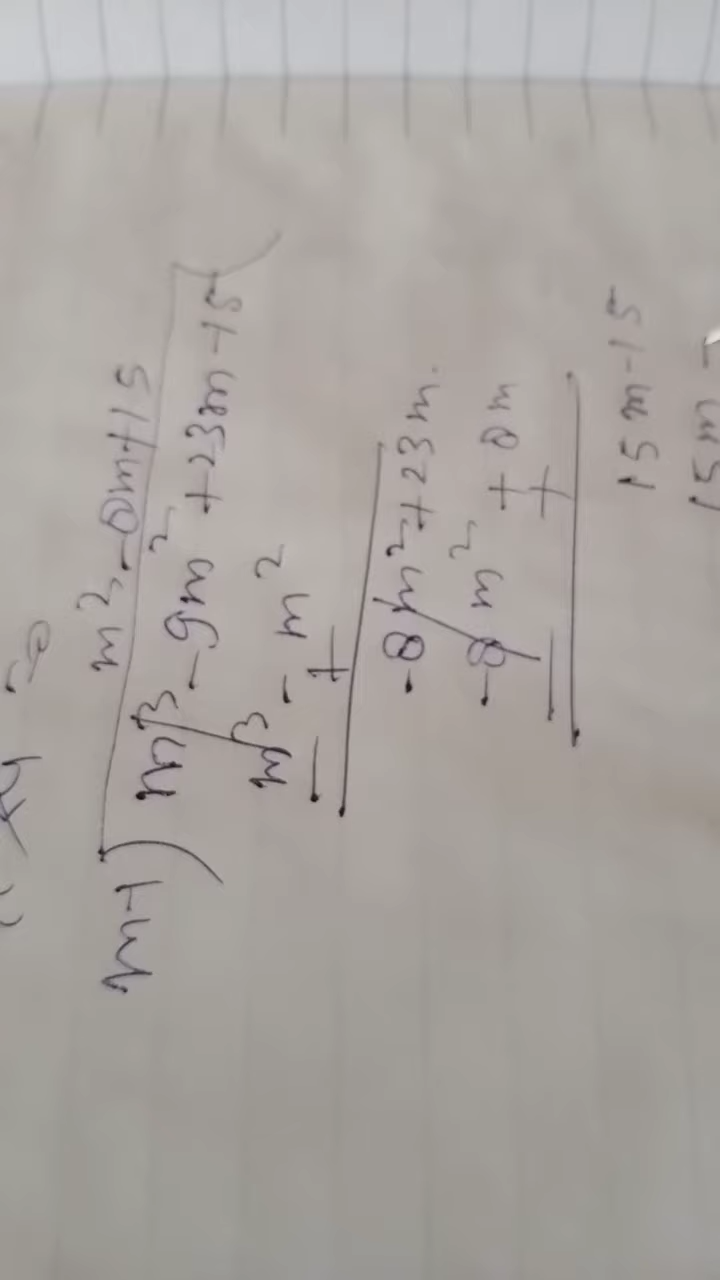 m² - 8m + 15
m-1) m³ - 9m² + 23m - 15 (
m³ - m²
- +
-8m² + 23m.
-8m² + 8m
- +
15m - 15
15m -